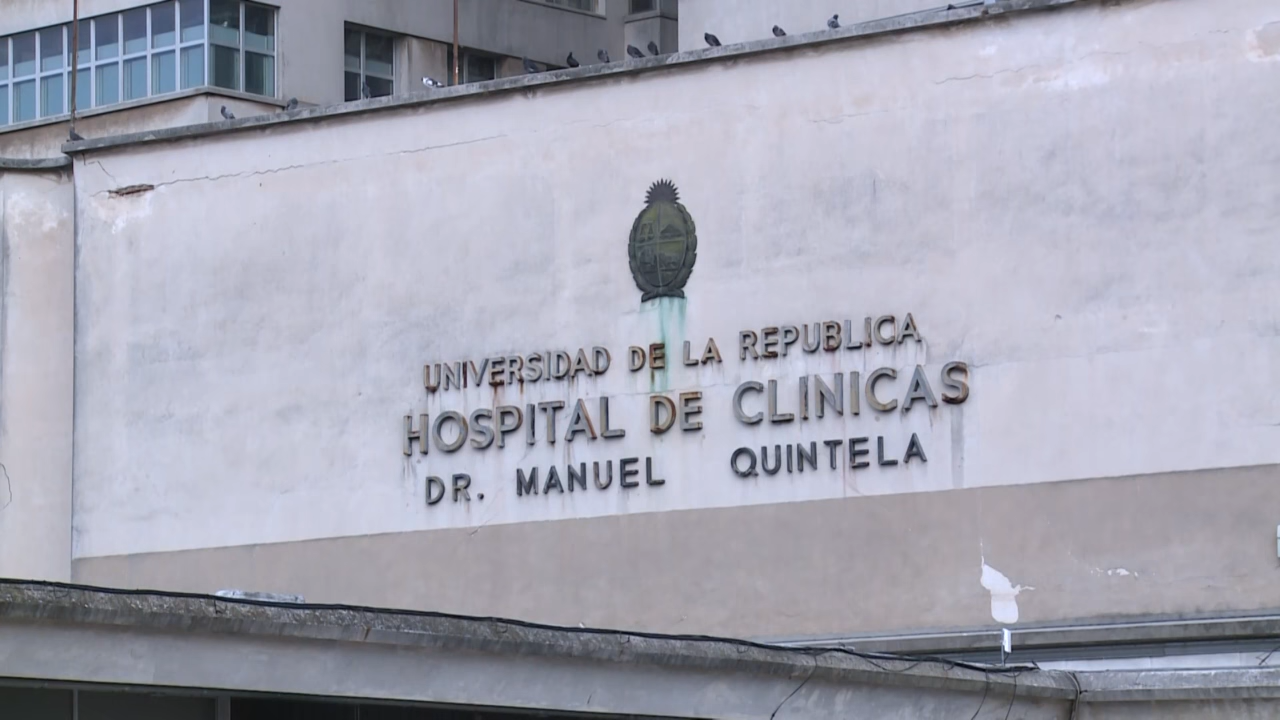 UNIVERSIDAD DE LA REPUBLICA
HOSPITAL DE CLINICAS
DR. MANUEL QUINTELA